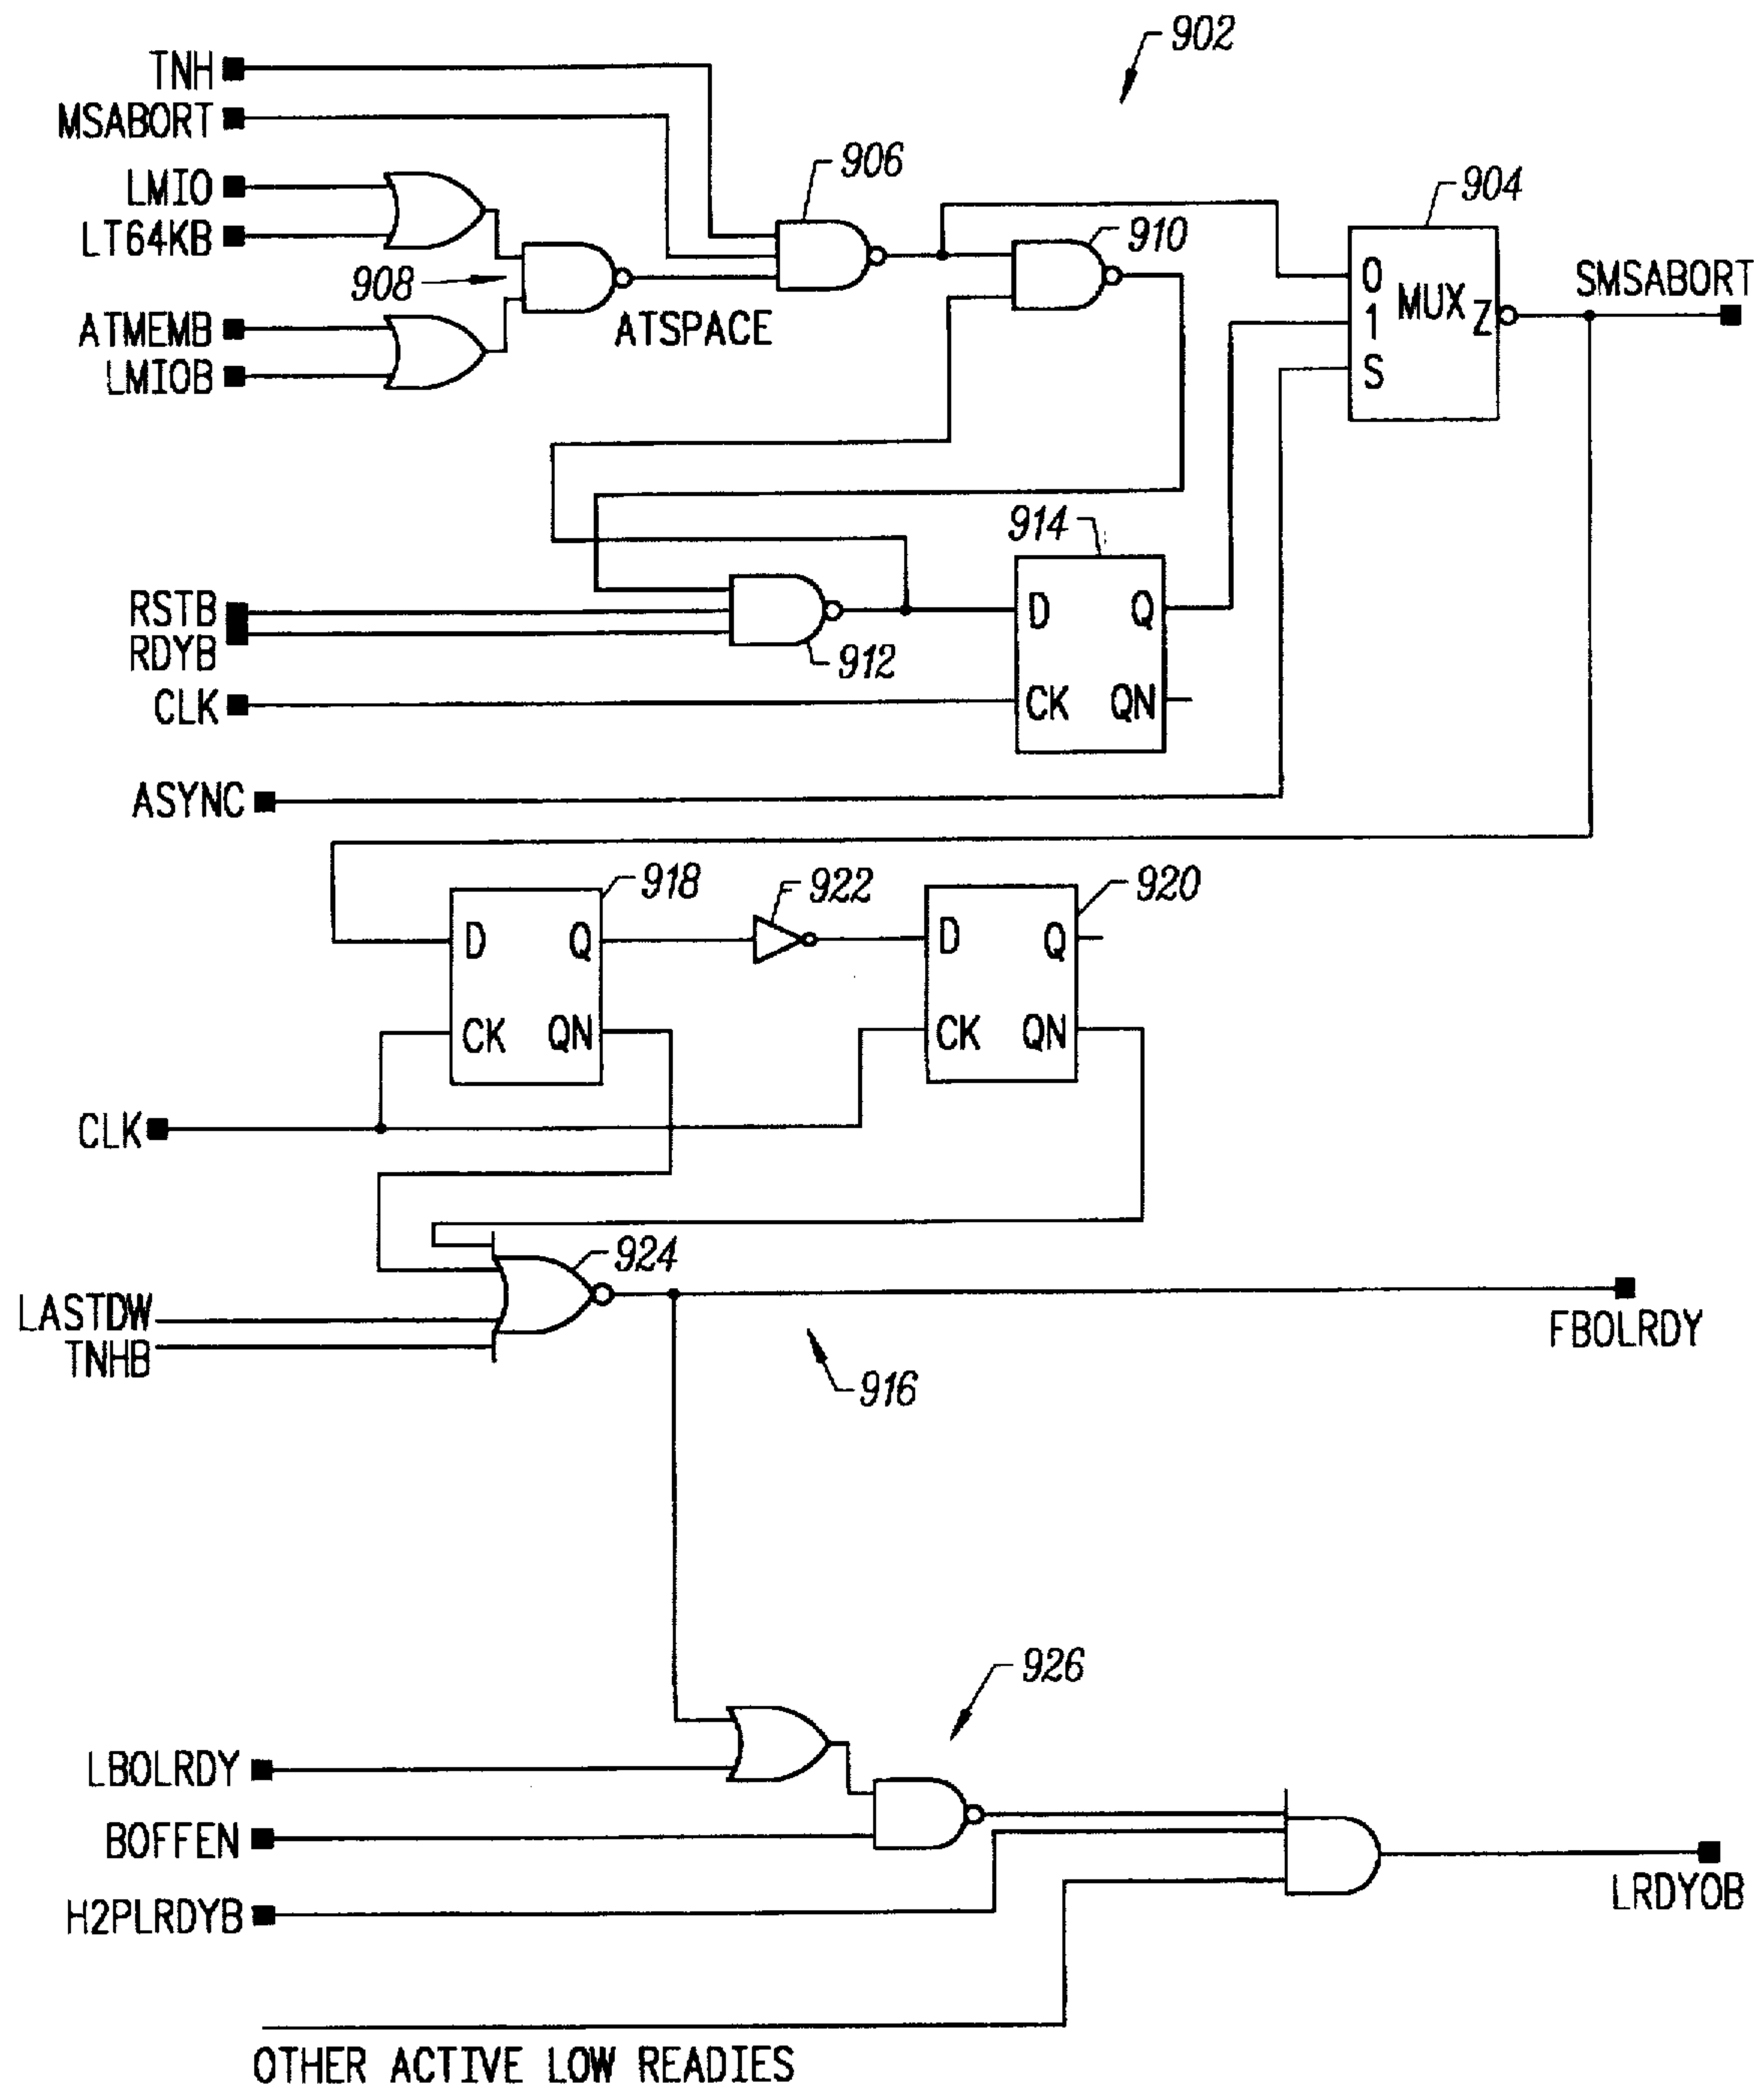 902
TNH
MSABORT
906
LMIO
904
LT64KB
910
908
0
SMSABORT
MUX Z
1
ATMEMB
ATSPACE
LMIOB
S
914
RSTB
D Q
RDYB
912
CLK
CK QN
ASYNC
918
922
920
D Q
D Q
CK QN
CK QN
CLK
924
LASTDW
TNHB
FBOLRDY
916
926
LBOLRDY
BOFFEN
H2PLRDYB
LRDYOB
OTHER ACTIVE LOW READIES